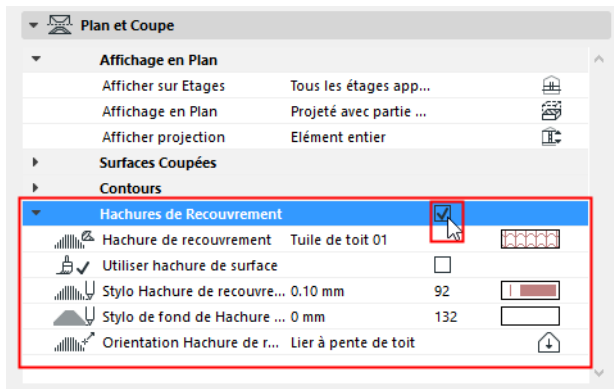 Plan et Coupe
Affichage en Plan
Afficher sur Etages Tous les étages app...
Affichage en Plan Projeté avec partie ...
Afficher projection Elément entier
Surfaces Coupées
Contours
Hachures de Recouvrement
Hachure de recouvrement Tuile de toit 01
Utiliser hachure de surface
Stylo Hachure de recouvre... 0.10 mm 92
Stylo de fond de Hachure ... 0 mm 132
Orientation Hachure de r... Lier à pente de toit